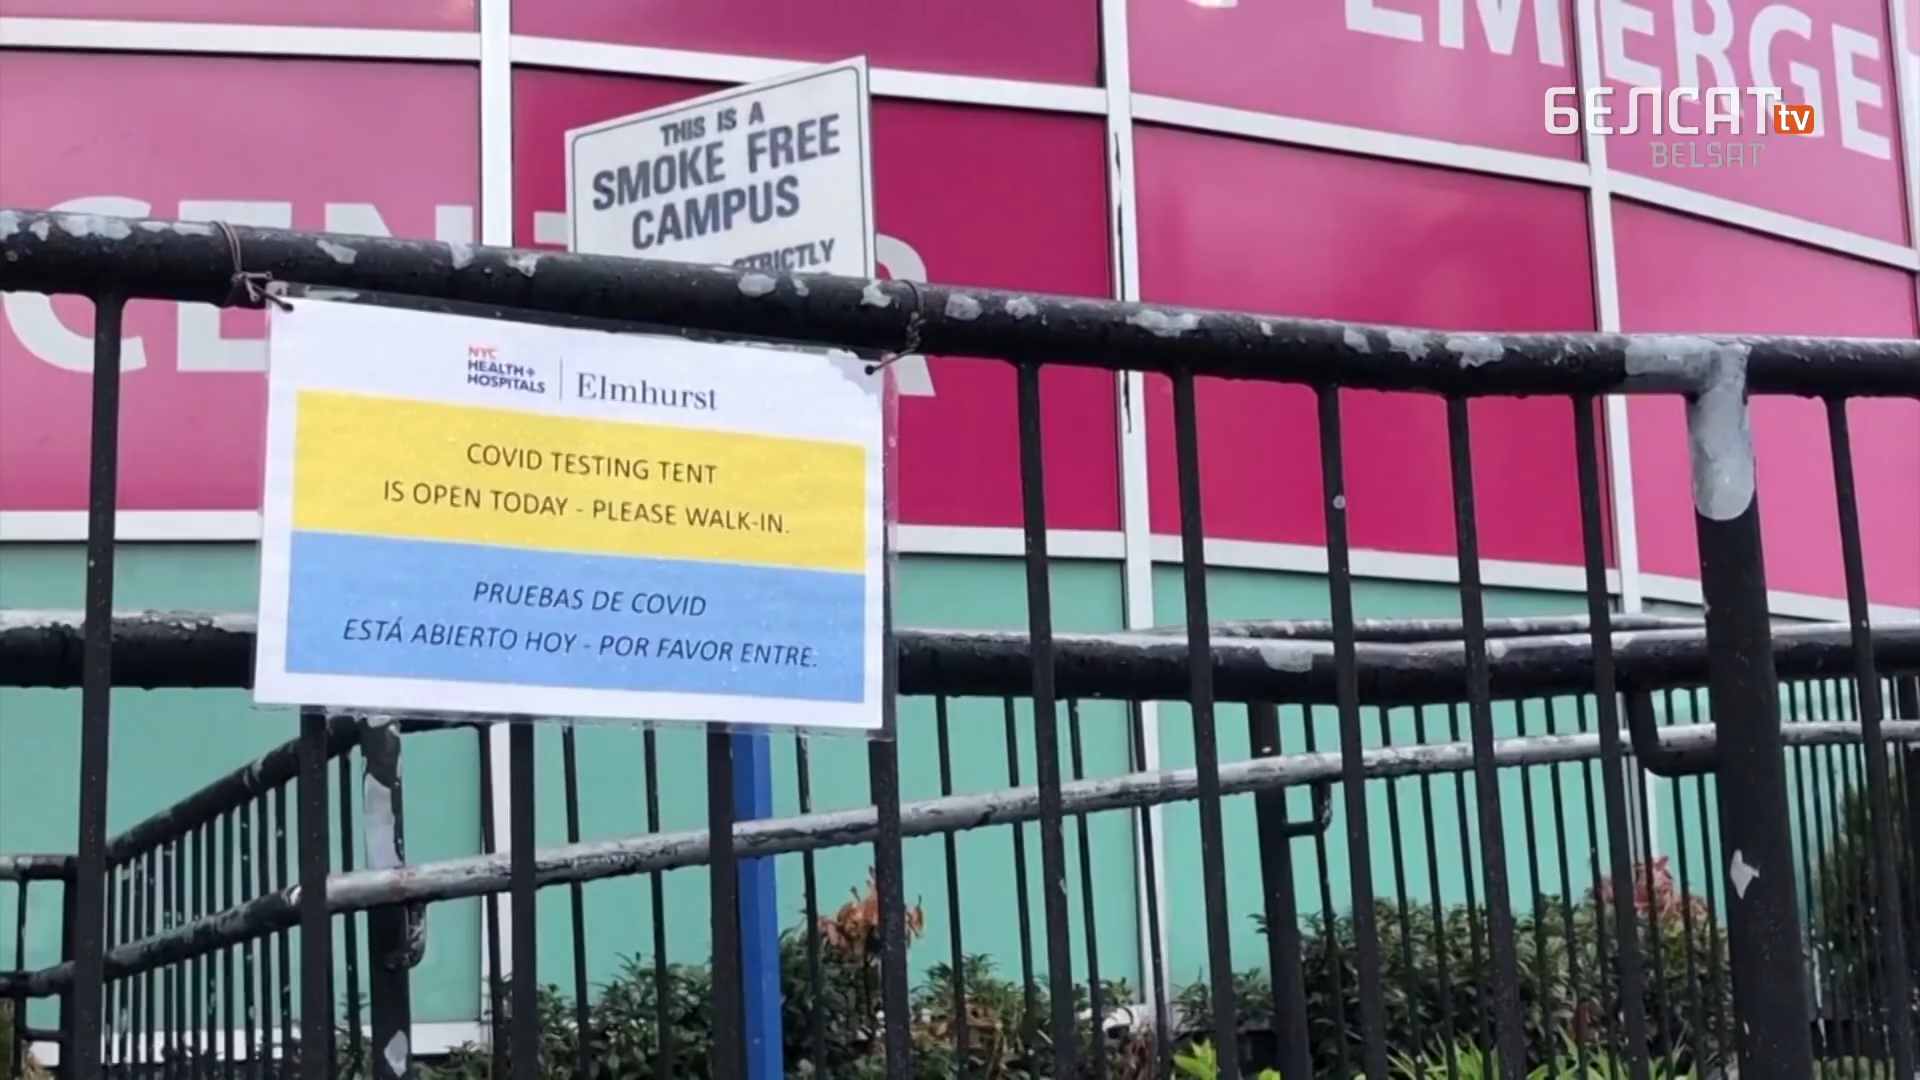 EMERGE
БЕЛСАТ tv
BELSAT
THIS IS A
SMOKE FREE
CAMPUS
STRICTLY
NYC
HEALTH+
HOSPITALS
Elmhurst
COVID TESTING TENT
IS OPEN TODAY - PLEASE WALK-IN.
PRUEBAS DE COVID
ESTÁ ABIERTO HOY - POR FAVOR ENTRE.